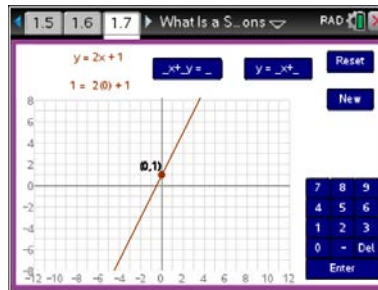 1.5 1.6 1.7 What Is a S...ons RAD
y = 2x + 1
1 = 2(0) + 1
_x+_y = _
y = _x+_
Reset
New
8
6
4
2
0
-2
-4
-6
-8
(0,1)
-12 -10 -8 -6 -4 -2 0 2 4 6 8 10 12
7 8 9
4 5 6
1 2 3
0 - Del
Enter